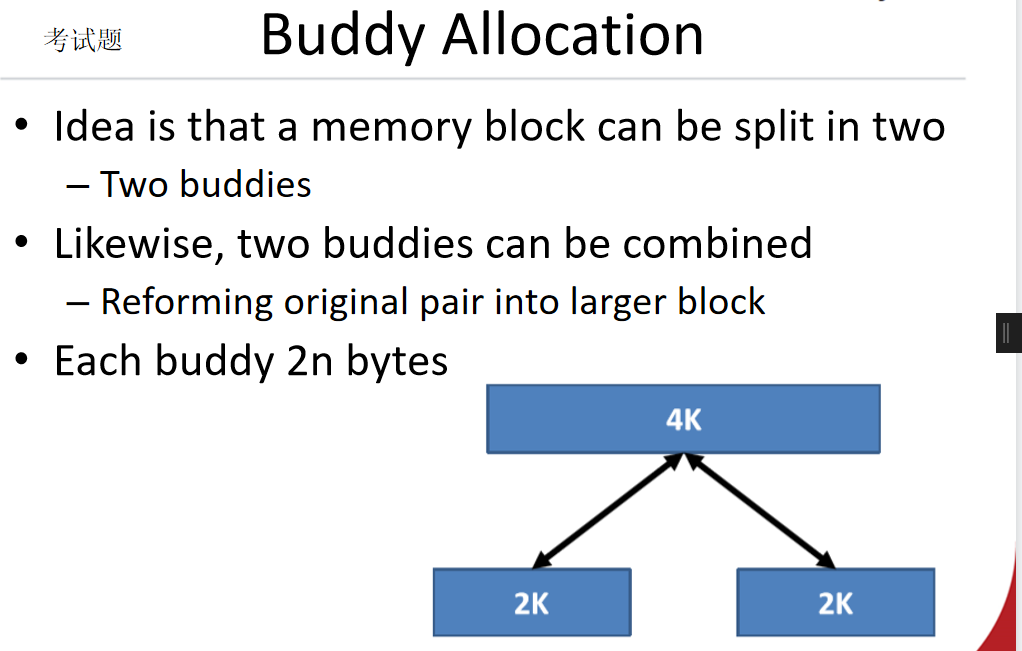 考试题
Buddy Allocation
• Idea is that a memory block can be split in two
– Two buddies
• Likewise, two buddies can be combined
– Reforming original pair into larger block
• Each buddy 2n bytes
4K
2K
2K